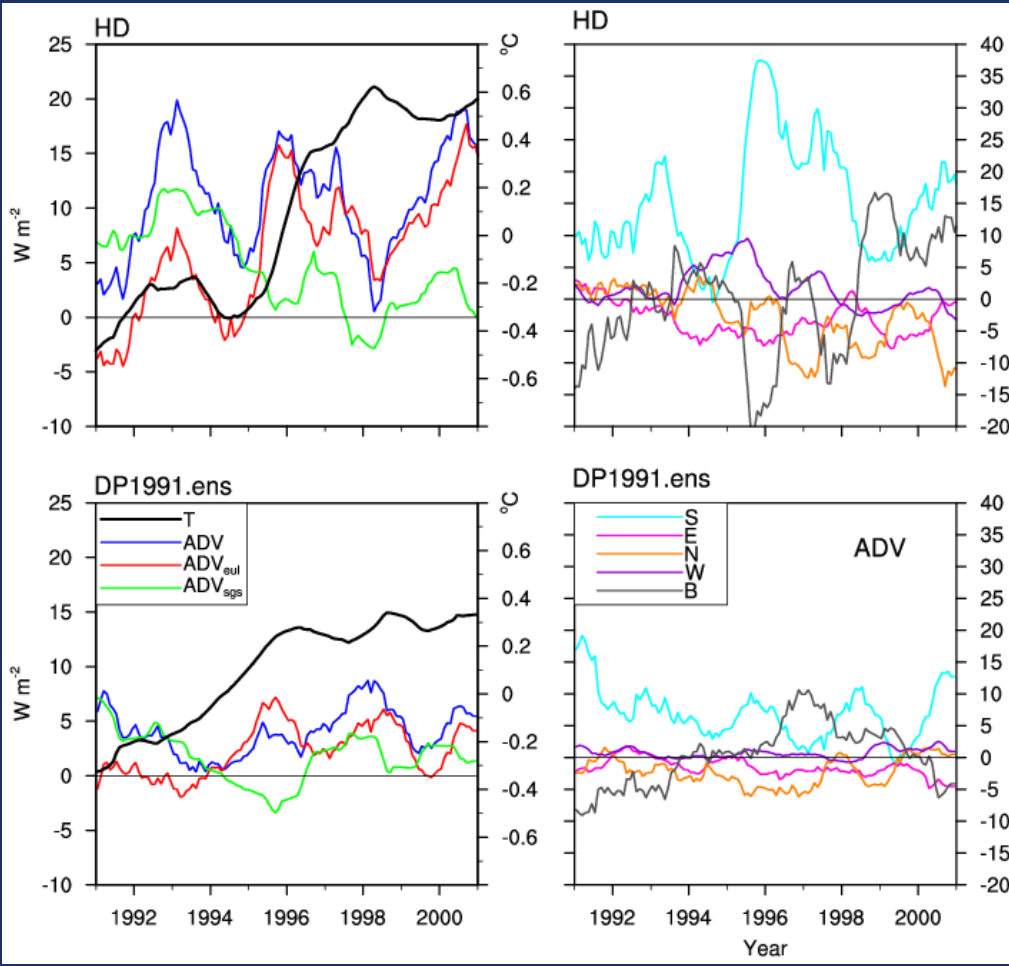 HD
25
20
15
10
5
0
-5
-10
W m-2
°C
0.6
0.4
0.2
0
-0.2
-0.4
-0.6
HD
40
35
30
25
20
15
10
5
0
-5
-10
-15
-20
DP1991.ens
25
20
15
10
5
0
-5
-10
W m-2
T
ADV
ADVeul
ADVsgs
°C
0.6
0.4
0.2
0
-0.2
-0.4
-0.6
1992 1994 1996 1998 2000
DP1991.ens
S
E
N
W
B
ADV
40
35
30
25
20
15
10
5
0
-5
-10
-15
-20
1992 1994 1996 1998 2000
Year